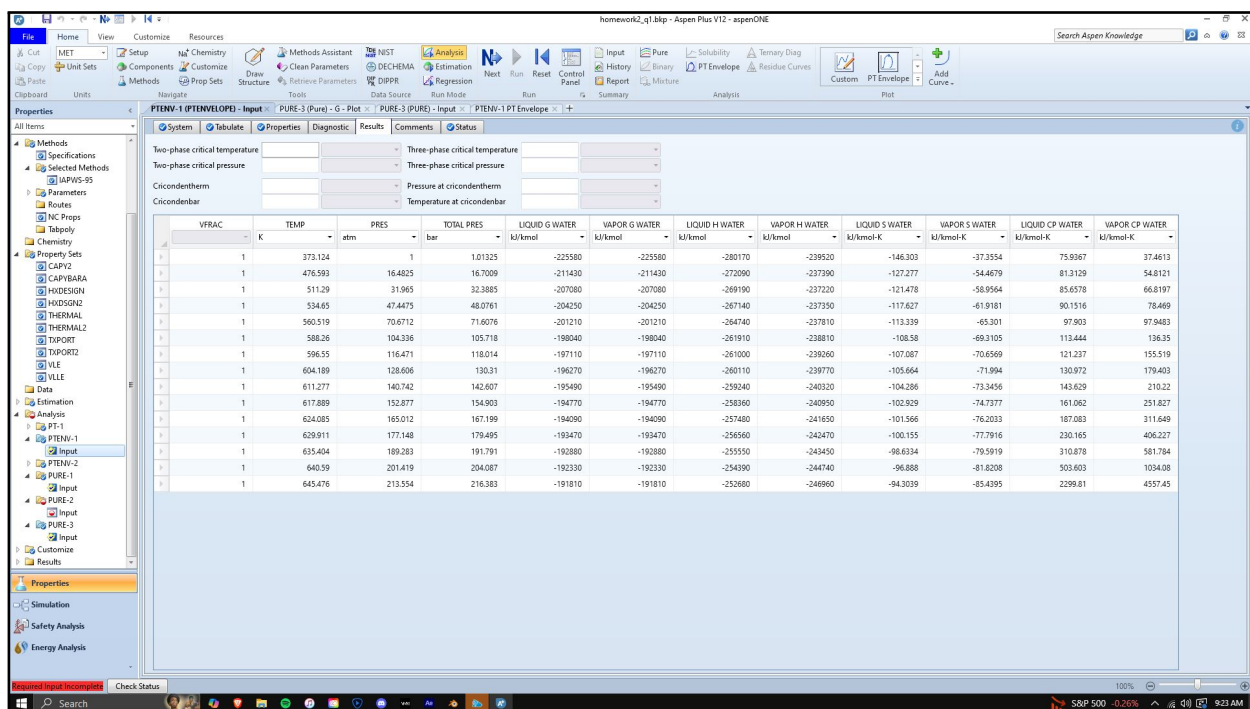 homework2_q1.bkp - Aspen Plus V12 - aspenONE
File Home View Customize Resources Search Aspen Knowledge
Cut MET Setup Na⁺ Chemistry Methods Assistant NIST Analysis Input Pure Solubility Ternary Diag
Copy Unit Sets Components Customize Clean Parameters DECHEMA Estimation History Binary PT Envelope Residue Curves
Paste Methods Prop Sets Draw Structure Retrieve Parameters DIPPR Regression Next Run Reset Control Panel Report Mixture Custom PT Envelope Add Curve
Clipboard Units Navigate Tools Data Source Run Mode Run Summary Analysis Plot
Properties
All Items
Methods
Specifications
Selected Methods
IAPWS-95
Parameters
Routes
NC Props
Tabpoly
Chemistry
Property Sets
CAPY2
CAPYBARA
HXDESIGN
HXDSGN2
THERMAL
THERMAL2
TXPORT
TXPORT2
VLE
VLLE
Data
Estimation
Analysis
PT-1
PTENV-1
Input
PTENV-2
PURE-1
Input
PURE-2
Input
PURE-3
Input
Customize
Results
Properties
Simulation
Safety Analysis
Energy Analysis
PTENV-1 (PTENVELOPE) - Input PURE-3 (Pure) - G - Plot PURE-3 (PURE) - Input PTENV-1 PT Envelope +
System Tabulate Properties Diagnostic Results Comments Status
Two-phase critical temperature Three-phase critical temperature
Two-phase critical pressure Three-phase critical pressure
Cricondentherm Pressure at cricondentherm
Cricondenbar Temperature at cricondenbar
VFRAC TEMP PRES TOTAL PRES LIQUID G WATER VAPOR G WATER LIQUID H WATER VAPOR H WATER LIQUID S WATER VAPOR S WATER LIQUID CP WATER VAPOR CP WATER
K atm bar kJ/kmol kJ/kmol kJ/kmol kJ/kmol kJ/kmol-K kJ/kmol-K kJ/kmol-K kJ/kmol-K
1 373.124 1 1.01325 -225580 -225580 -280170 -239520 -146.303 -37.3554 75.9367 37.4613
1 476.593 16.4825 16.7009 -211430 -211430 -272090 -237390 -127.277 -54.4679 81.3129 54.8121
1 511.29 31.965 32.3885 -207080 -207080 -269190 -237220 -121.478 -58.9564 85.6578 66.8197
1 534.65 47.4475 48.0761 -204250 -204250 -267140 -237350 -117.627 -61.9181 90.1516 78.469
1 560.519 70.6712 71.6076 -201210 -201210 -264740 -237810 -113.339 -65.301 97.903 97.9483
1 588.26 104.336 105.718 -198040 -198040 -261910 -238810 -108.58 -69.3105 113.444 136.35
1 596.55 116.471 118.014 -197110 -197110 -261000 -239260 -107.087 -70.6569 121.237 155.519
1 604.189 128.606 130.31 -196270 -196270 -260110 -239770 -105.664 -71.994 130.972 179.403
1 611.277 140.742 142.607 -195490 -195490 -259240 -240320 -104.286 -73.3456 143.629 210.22
1 617.889 152.877 154.903 -194770 -194770 -258360 -240950 -102.929 -74.7377 161.062 251.827
1 624.085 165.012 167.199 -194090 -194090 -257480 -241650 -101.566 -76.2033 187.083 311.649
1 629.911 177.148 179.495 -193470 -193470 -256560 -242470 -100.155 -77.7916 230.165 406.227
1 635.404 189.283 191.791 -192880 -192880 -255550 -243450 -98.6334 -79.5919 310.878 581.784
1 640.59 201.419 204.087 -192330 -192330 -254390 -244740 -96.888 -81.8208 503.603 1034.08
1 645.476 213.554 216.383 -191810 -191810 -252680 -246960 -94.3039 -85.4395 2299.81 4557.45
Required Input Incomplete Check Status 100%
Search S&P 500 -0.26% 9:23 AM